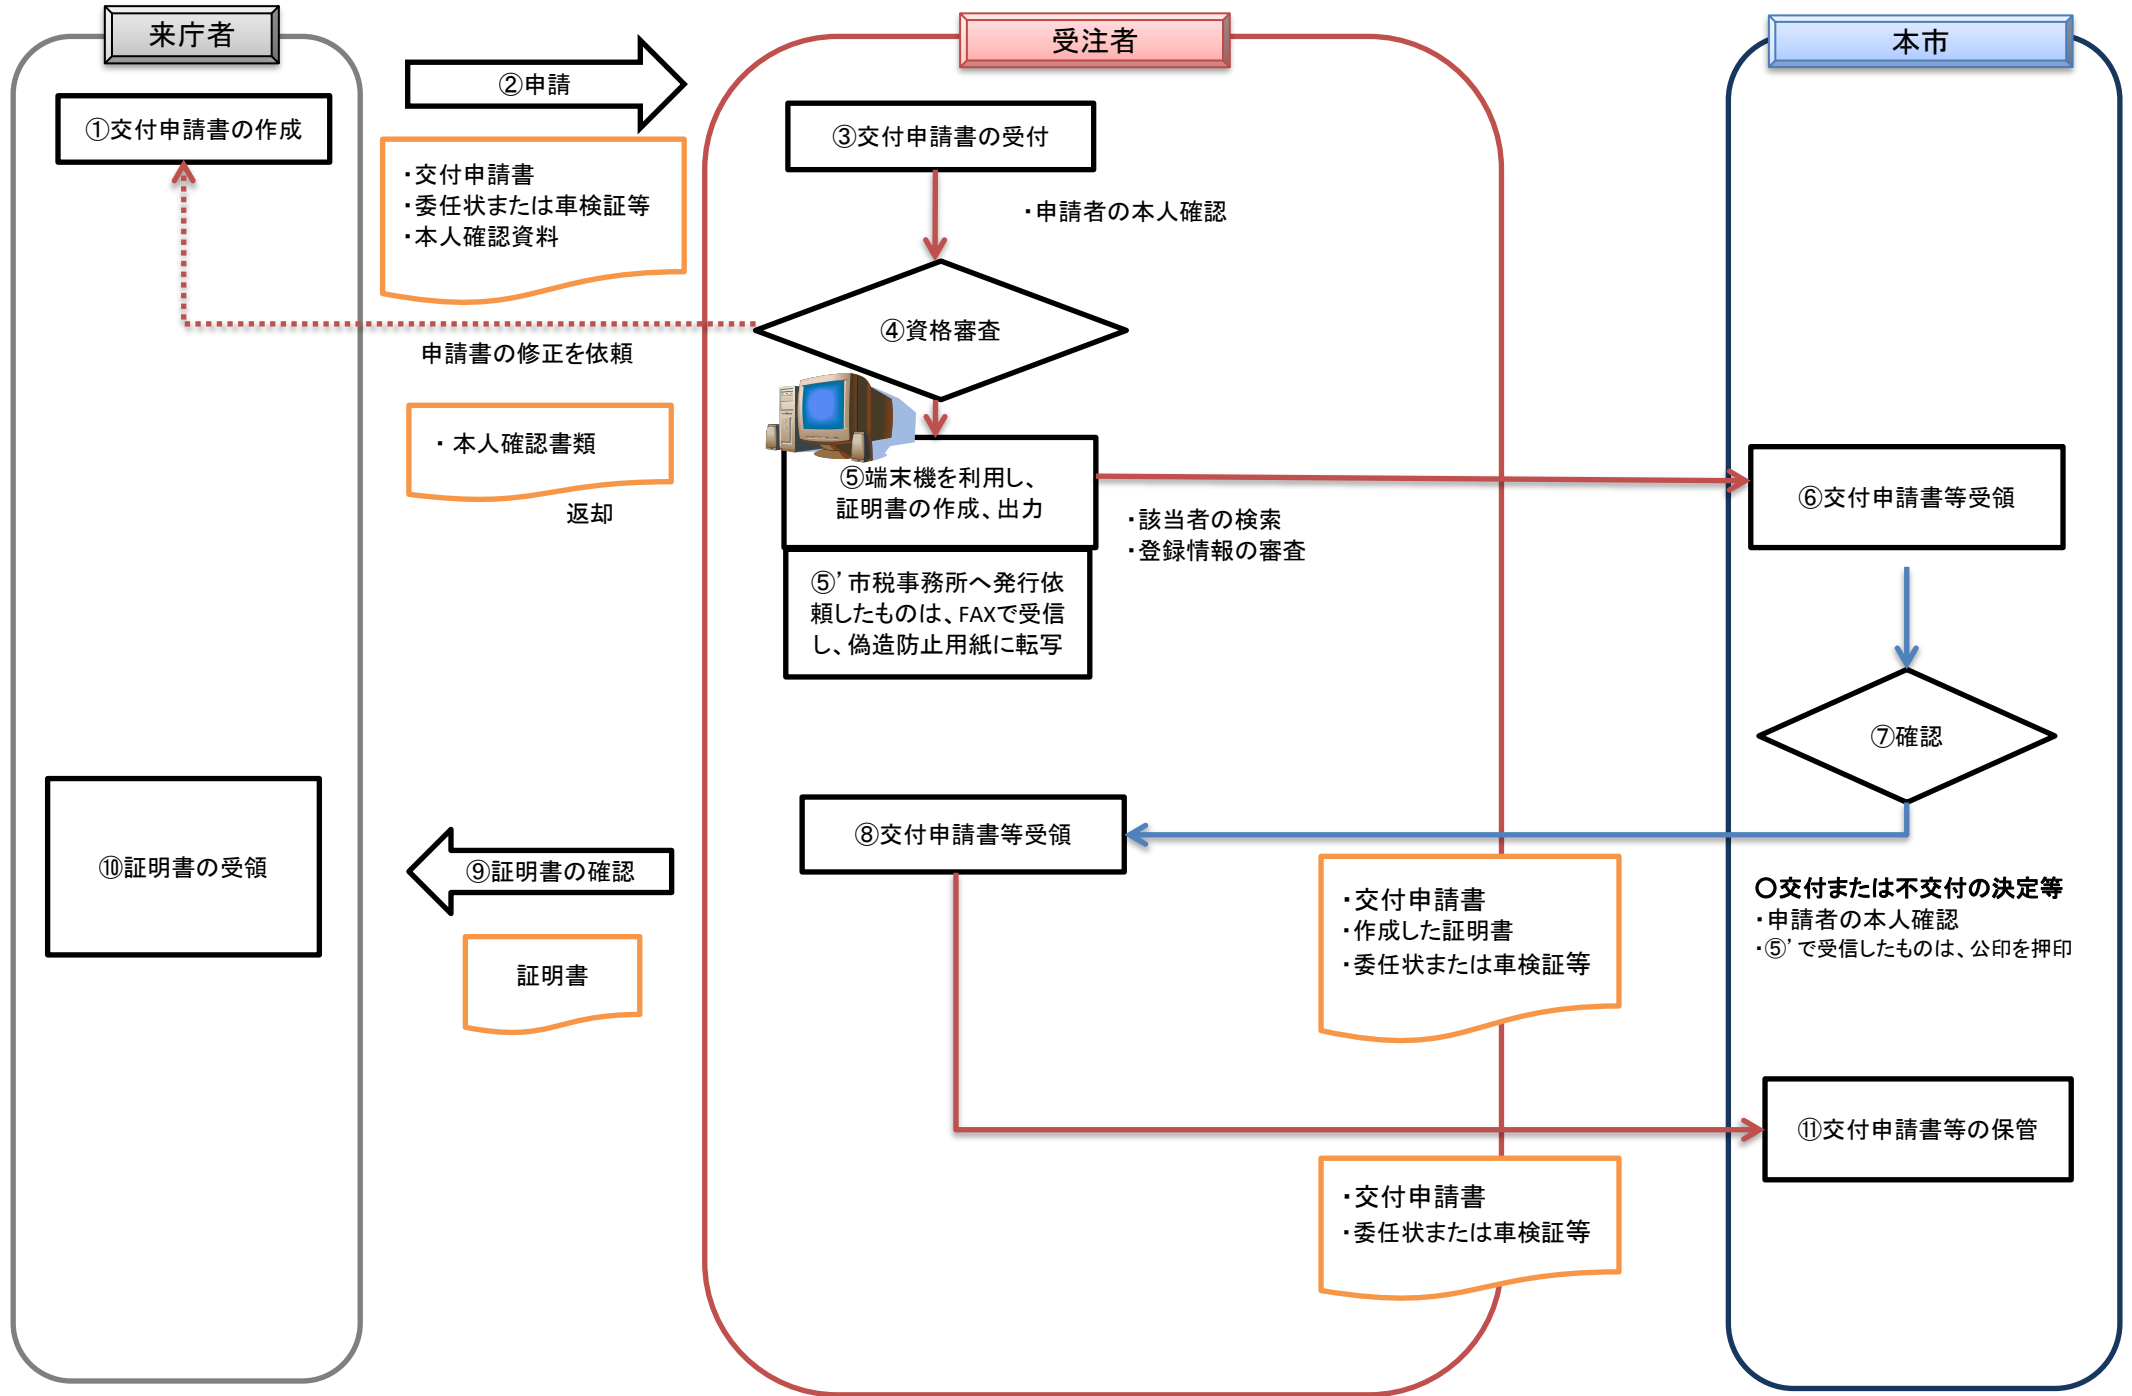 来庁者
受注者
本市
①交付申請書の作成
②申請
・交付申請書
・委任状または車検証等
・本人確認資料
③交付申請書の受付
・申請者の本人確認
④資格審査
申請書の修正を依頼
・本人確認書類
返却
⑤端末機を利用し、
証明書の作成、出力
・該当者の検索
・登録情報の審査
⑤’市税事務所へ発行依
頼したものは、FAXで受信
し、偽造防止用紙に転写
⑥交付申請書等受領
⑦確認
⑧交付申請書等受領
⑨証明書の確認
証明書
⑩証明書の受領
・交付申請書
・作成した証明書
・委任状または車検証等
〇交付または不交付の決定等
・申請者の本人確認
・⑤’で受信したものは、公印を押印
⑪交付申請書等の保管
・交付申請書
・委任状または車検証等